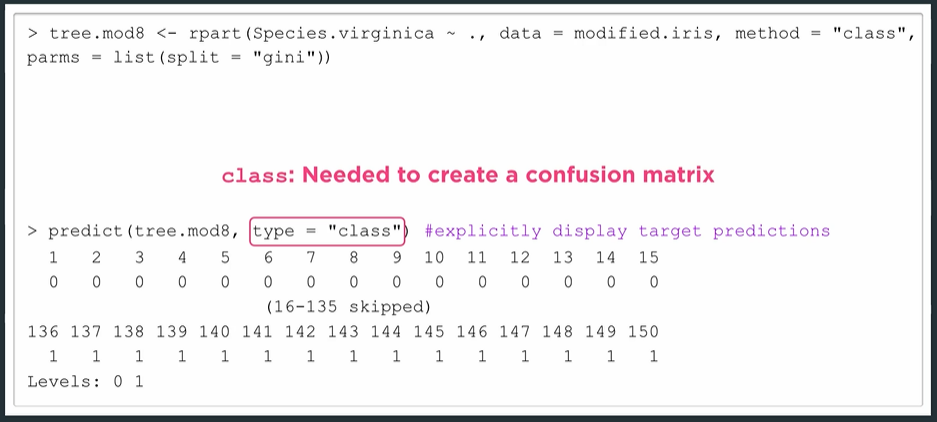 > tree.mod8 <- rpart(Species.virginica ~ ., data = modified.iris, method = "class",
parms = list(split = "gini"))
class: Needed to create a confusion matrix
> predict(tree.mod8, type = "class") #explicitly display target predictions
1 2 3 4 5 6 7 8 9 10 11 12 13 14 15
0 0 0 0 0 0 0 0 0 0 0 0 0 0 0
(16-135 skipped)
136 137 138 139 140 141 142 143 144 145 146 147 148 149 150
1 1 1 1 1 1 1 1 1 1 1 1 1 1 1
Levels: 0 1